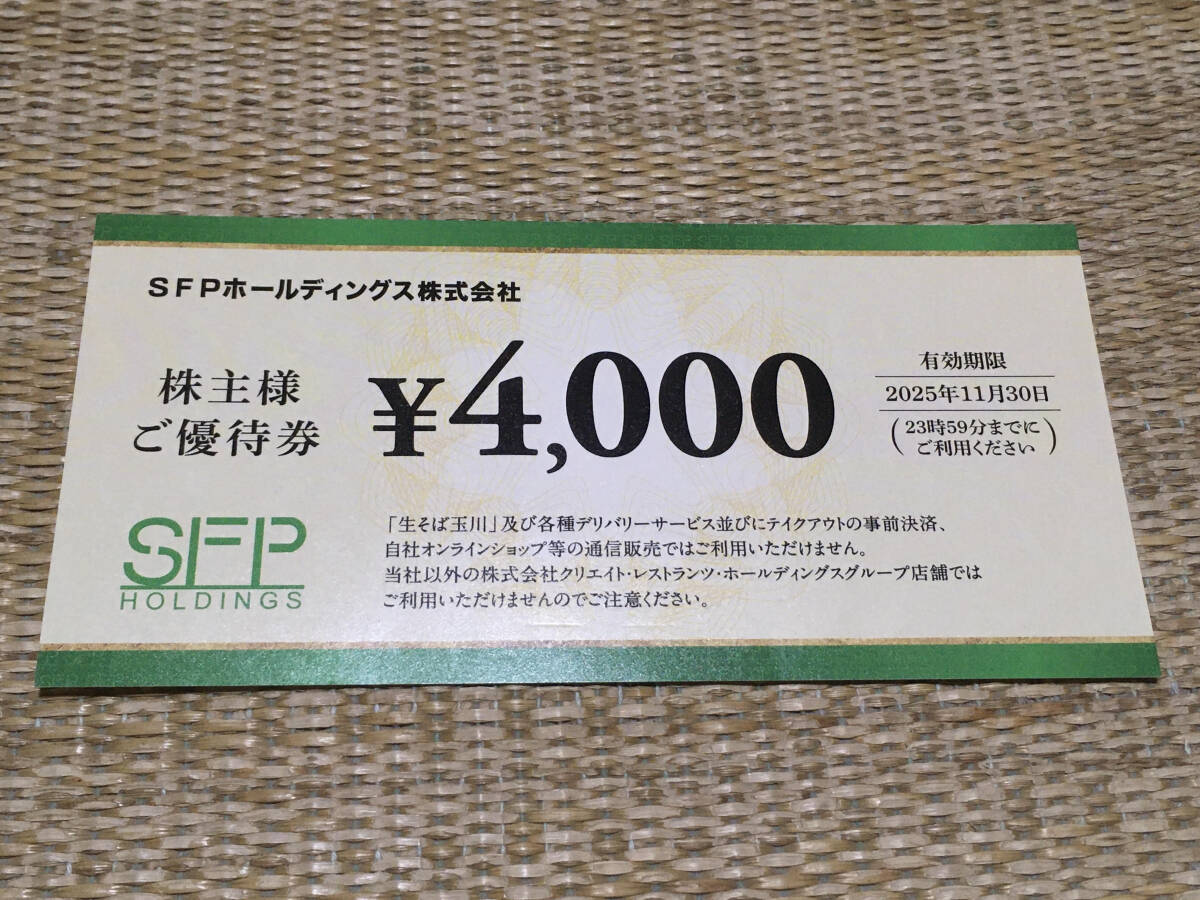 SFPホールディングス株式会社
株主様
ご優待券
¥4,000
有効期限
2025年11月30日
(23時59分までに
ご利用ください)
SFP
HOLDINGS
「生そば玉川」及び各種デリバリーサービス並びにテイクアウトの事前決済、
自社オンラインショップ等の通信販売ではご利用いただけません。
当社以外の株式会社クリエイト・レストランツ・ホールディングスグループ店舗では
ご利用いただけませんのでご注意ください。